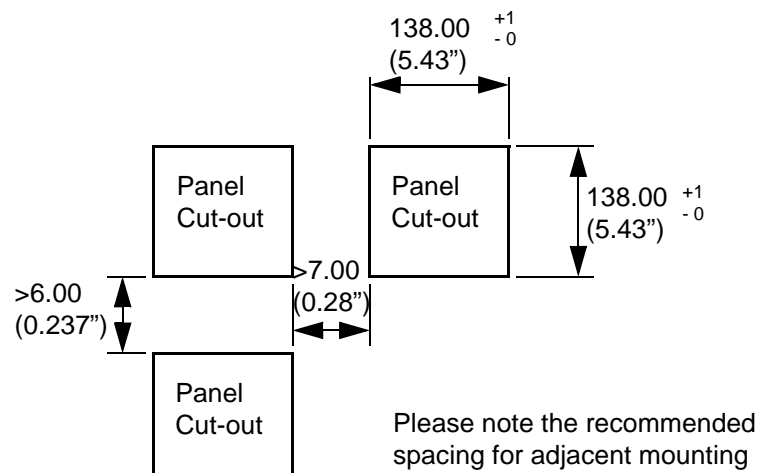 138.00 +1
- 0
(5.43”)
Panel
Cut-out
Panel
Cut-out
138.00 +1
- 0
(5.43”)
>7.00
(0.28”)
>6.00
(0.237”)
Panel
Cut-out
Please note the recommended
spacing for adjacent mounting